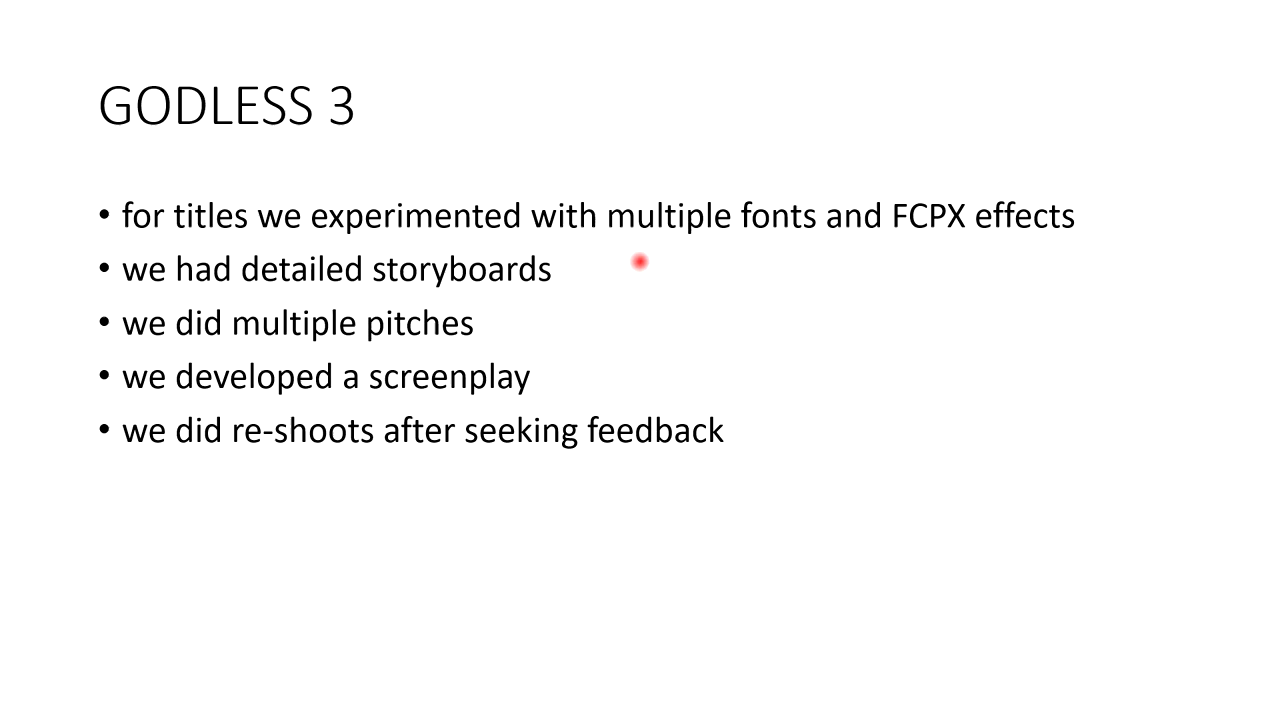 GODLESS 3
• for titles we experimented with multiple fonts and FCPX effects
• we had detailed storyboards
• we did multiple pitches
• we developed a screenplay
• we did re-shoots after seeking feedback